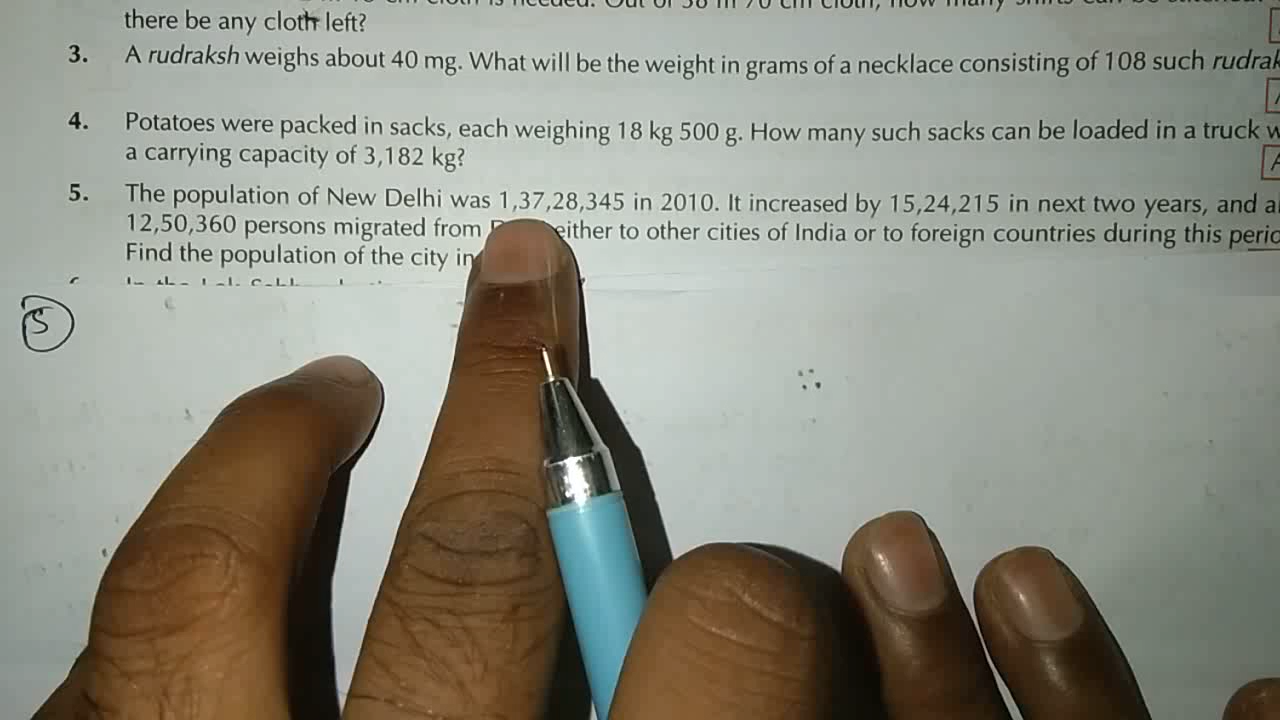 there be any cloth left?
3. A rudraksh weighs about 40 mg. What will be the weight in grams of a necklace consisting of 108 such
4. Potatoes were packed in sacks, each weighing 18 kg 500 g. How many such sacks can be loaded in a truck
a carrying capacity of 3,182 kg?
5. The population of New Delhi was 1,37,28,345 in 2010. It increased by 15,24,215 in next two years, and
12,50,360 persons migrated from either to other cities of India or to foreign countries during this
Find the population of the city in
5